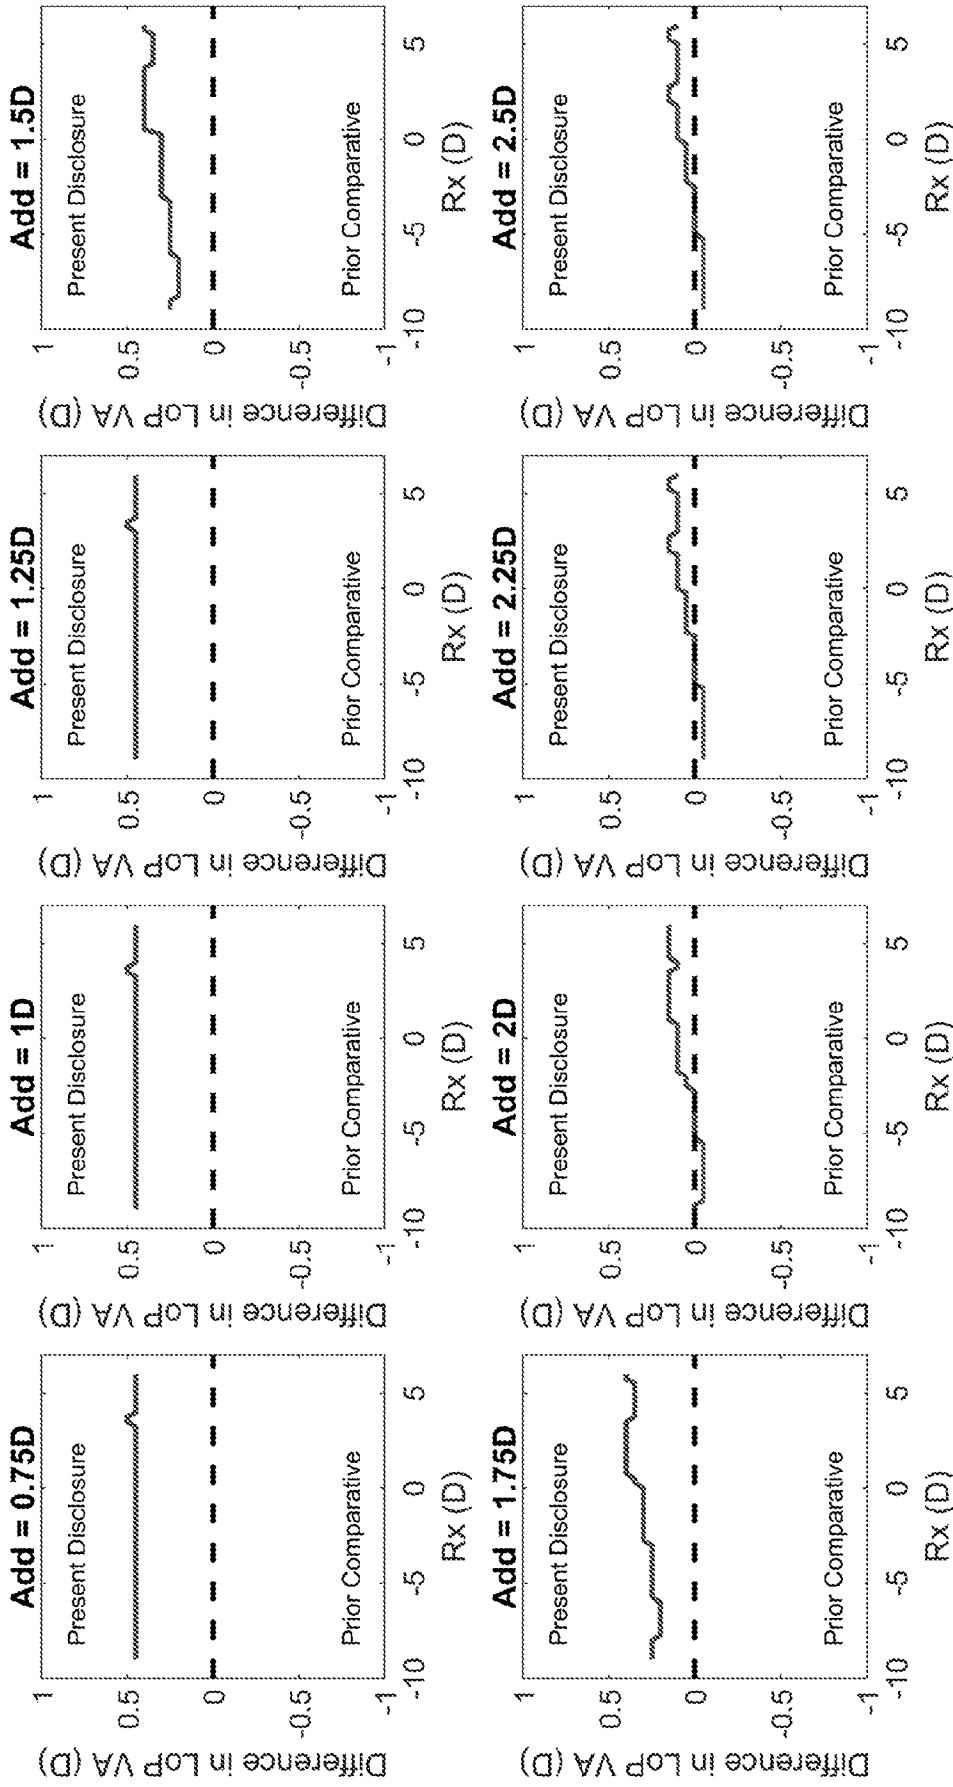 Add = 0.75D
Difference in LoP VA (D)
1
0.5
0
-0.5
-1
Present Disclosure
Prior Comparative
-10
-5
0
5
Rx (D)
Add = 1D
Difference in LoP VA (D)
1
0.5
0
-0.5
-1
Present Disclosure
Prior Comparative
-10
-5
0
5
Rx (D)
Add = 1.25D
Difference in LoP VA (D)
1
0.5
0
-0.5
-1
Present Disclosure
Prior Comparative
-10
-5
0
5
Rx (D)
Add = 1.5D
Difference in LoP VA (D)
1
0.5
0
-0.5
-1
Present Disclosure
Prior Comparative
-10
-5
0
5
Rx (D)
Add = 1.75D
Difference in LoP VA (D)
1
0.5
0
-0.5
-1
Present Disclosure
Prior Comparative
-10
-5
0
5
Rx (D)
Add = 2D
Difference in LoP VA (D)
1
0.5
0
-0.5
-1
Present Disclosure
Prior Comparative
-10
-5
0
5
Rx (D)
Add = 2.25D
Difference in LoP VA (D)
1
0.5
0
-0.5
-1
Present Disclosure
Prior Comparative
-10
-5
0
5
Rx (D)
Add = 2.5D
Difference in LoP VA (D)
1
0.5
0
-0.5
-1
Present Disclosure
Prior Comparative
-10
-5
0
5
Rx (D)